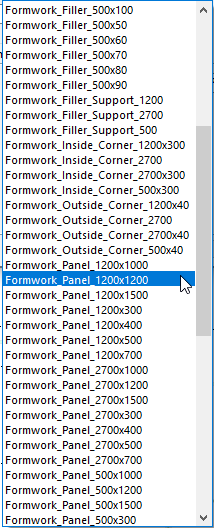 Formwork_Filler_500x100
Formwork_Filler_500x50
Formwork_Filler_500x60
Formwork_Filler_500x70
Formwork_Filler_500x80
Formwork_Filler_500x90
Formwork_Filler_Support_1200
Formwork_Filler_Support_2700
Formwork_Filler_Support_500
Formwork_Inside_Corner_1200x300
Formwork_Inside_Corner_2700
Formwork_Inside_Corner_2700x300
Formwork_Inside_Corner_500x300
Formwork_Outside_Corner_1200x40
Formwork_Outside_Corner_2700
Formwork_Outside_Corner_2700x40
Formwork_Outside_Corner_500x40
Formwork_Panel_1200x1000
Formwork_Panel_1200x1200
Formwork_Panel_1200x1500
Formwork_Panel_1200x300
Formwork_Panel_1200x400
Formwork_Panel_1200x500
Formwork_Panel_1200x700
Formwork_Panel_2700x1000
Formwork_Panel_2700x1200
Formwork_Panel_2700x1500
Formwork_Panel_2700x300
Formwork_Panel_2700x400
Formwork_Panel_2700x500
Formwork_Panel_2700x700
Formwork_Panel_500x1000
Formwork_Panel_500x1200
Formwork_Panel_500x1500
Formwork_Panel_500x300